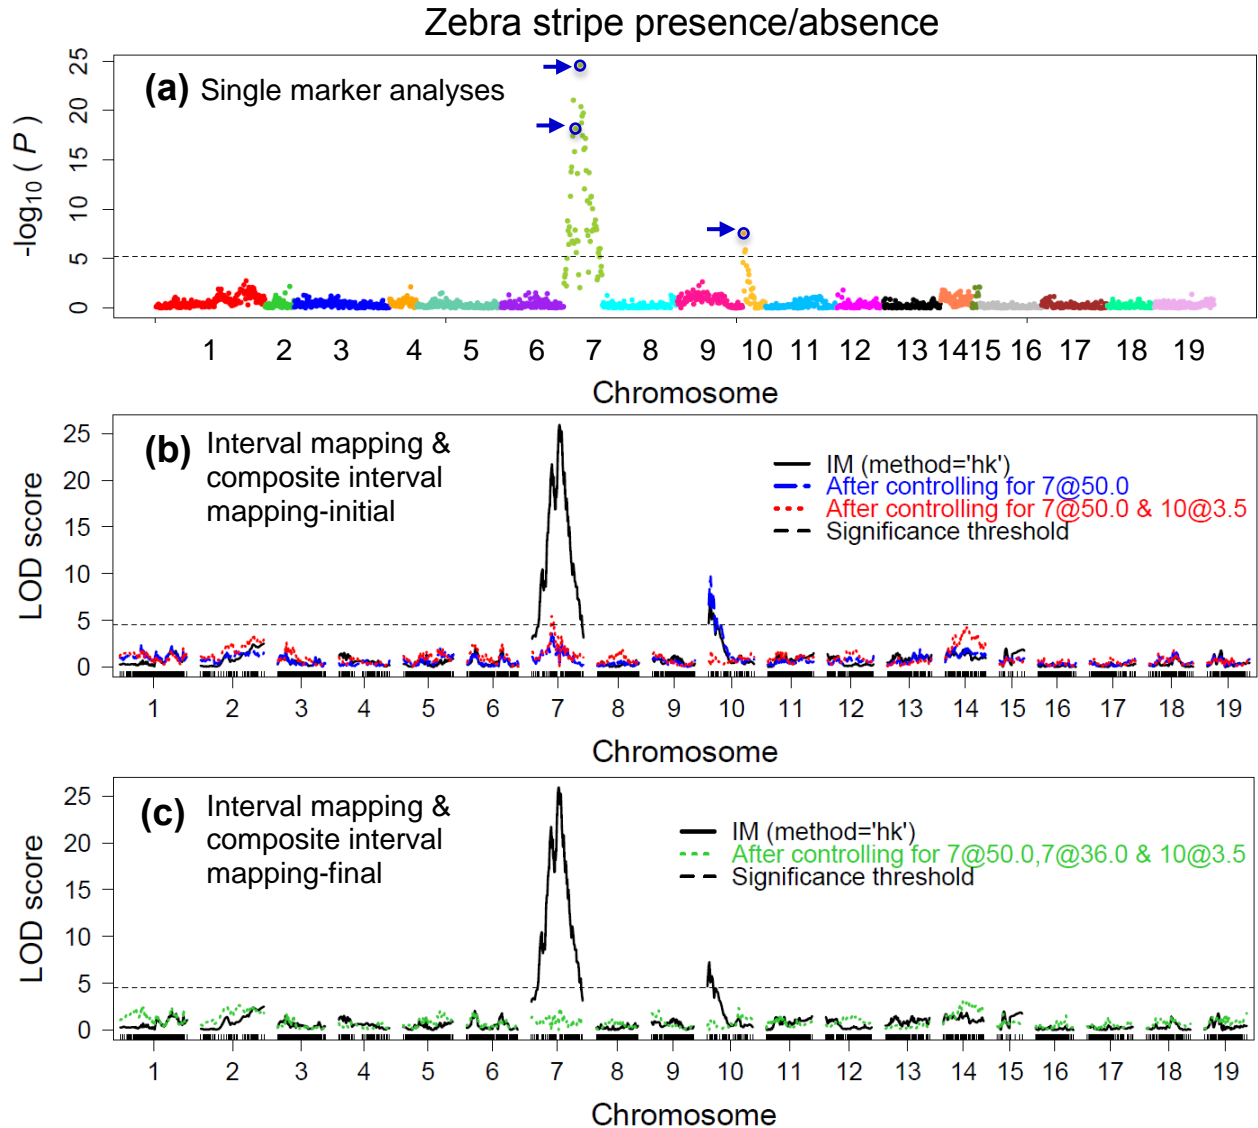 Zebra stripe presence/absence
(a) Single marker analyses
-log10 ( P )
25
20
15
10
5
0
1 2 3 4 5 6 7 8 9 10 11 12 13 14 15 16 17 18 19
Chromosome
(b) Interval mapping &
composite interval
mapping-initial
IM (method='hk')
After controlling for 7@50.0
After controlling for 7@50.0 & 10@3.5
Significance threshold
LOD score
25
20
15
10
5
0
1 2 3 4 5 6 7 8 9 10 11 12 13 14 15 16 17 18 19
Chromosome
(c) Interval mapping &
composite interval
mapping-final
IM (method='hk')
After controlling for 7@50.0,7@36.0 & 10@3.5
Significance threshold
LOD score
25
20
15
10
5
0
1 2 3 4 5 6 7 8 9 10 11 12 13 14 15 16 17 18 19
Chromosome